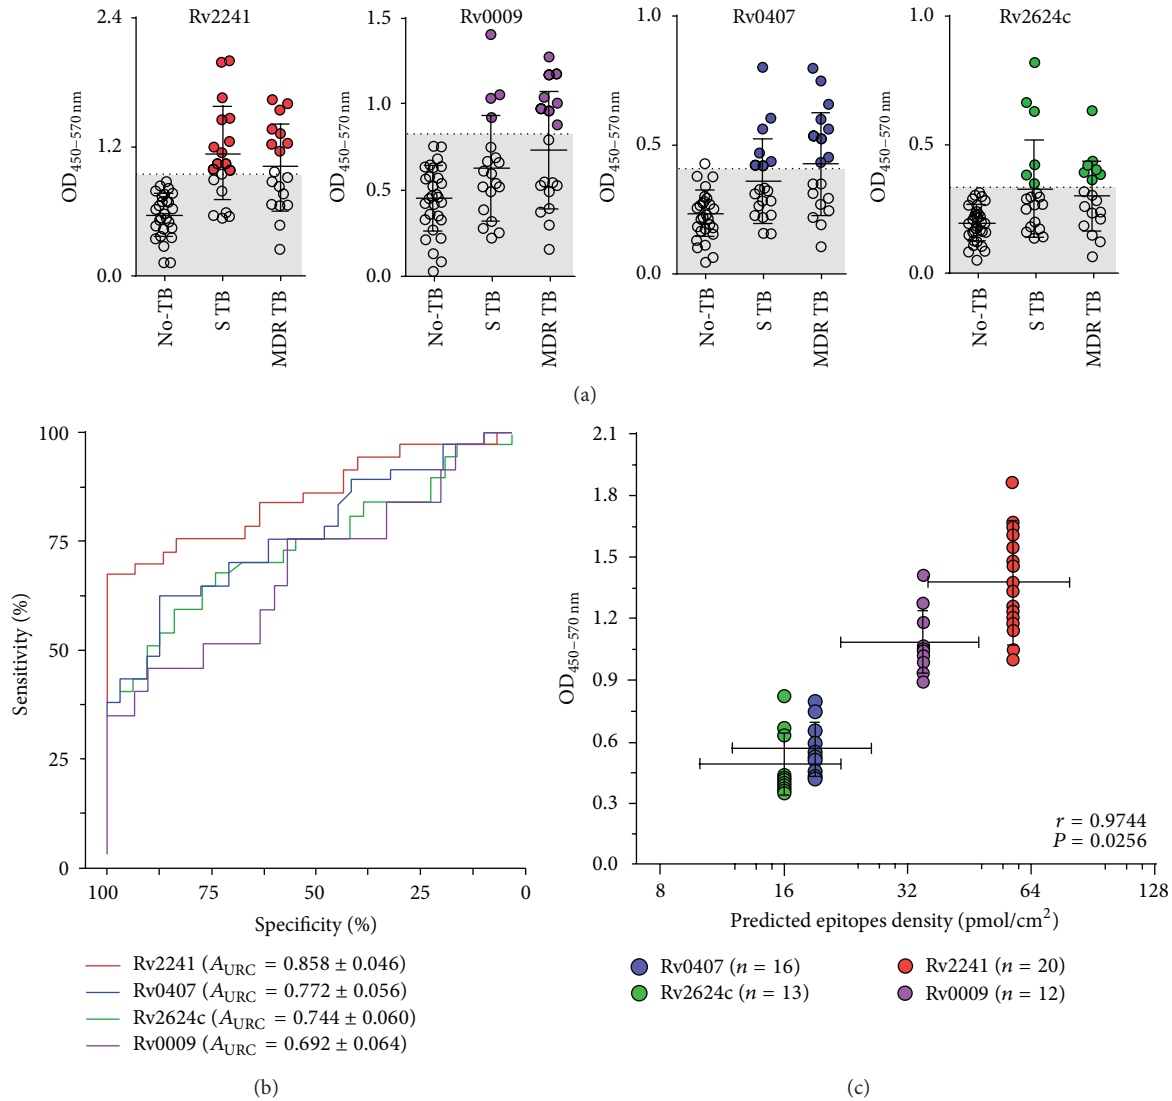 Rv2241
Rv0009
Rv0407
Rv2624c
OD450–570 nm
2.4
1.2
0.0
No-TB
S TB
MDR TB
OD450–570 nm
1.5
1.0
0.5
0.0
No-TB
S TB
MDR TB
OD450–570 nm
1.0
0.5
0.0
No-TB
S TB
MDR TB
OD450–570 nm
1.0
0.5
0.0
No-TB
S TB
MDR TB
(a)
Sensitivity (%)
100
75
50
25
0
100 75 50 25 0
Specificity (%)
Rv2241 (AURC = 0.858 ± 0.046)
Rv0407 (AURC = 0.772 ± 0.056)
Rv2624c (AURC = 0.744 ± 0.060)
Rv0009 (AURC = 0.692 ± 0.064)
(b)
OD450–570 nm
2.1
1.8
1.5
1.2
0.9
0.6
0.3
0.0
r = 0.9744
P = 0.0256
8 16 32 64 128
Predicted epitopes density (pmol/cm2)
Rv0407 (n = 16)
Rv2241 (n = 20)
Rv2624c (n = 13)
Rv0009 (n = 12)
(c)